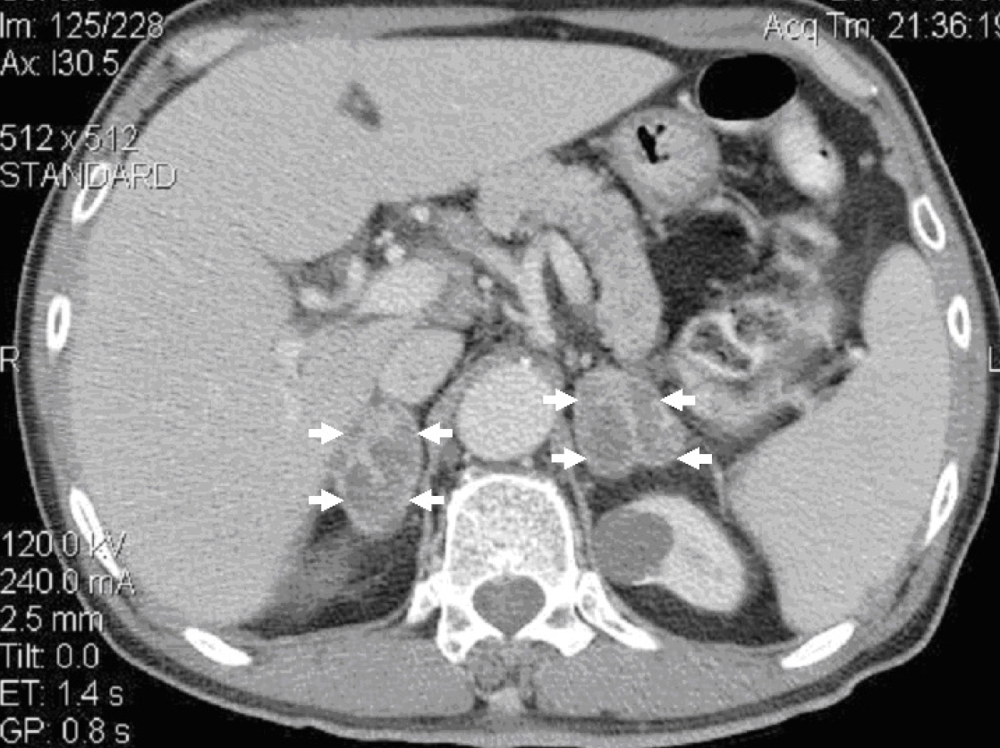 Im: 125/228
Acq Tm: 21:36:19
Ax: I30.5
512 x 512
STANDARD
R
L
120.0 kV
240.0 mA
2.5 mm
Tilt: 0.0
ET: 1.4 s
GP: 0.8 s